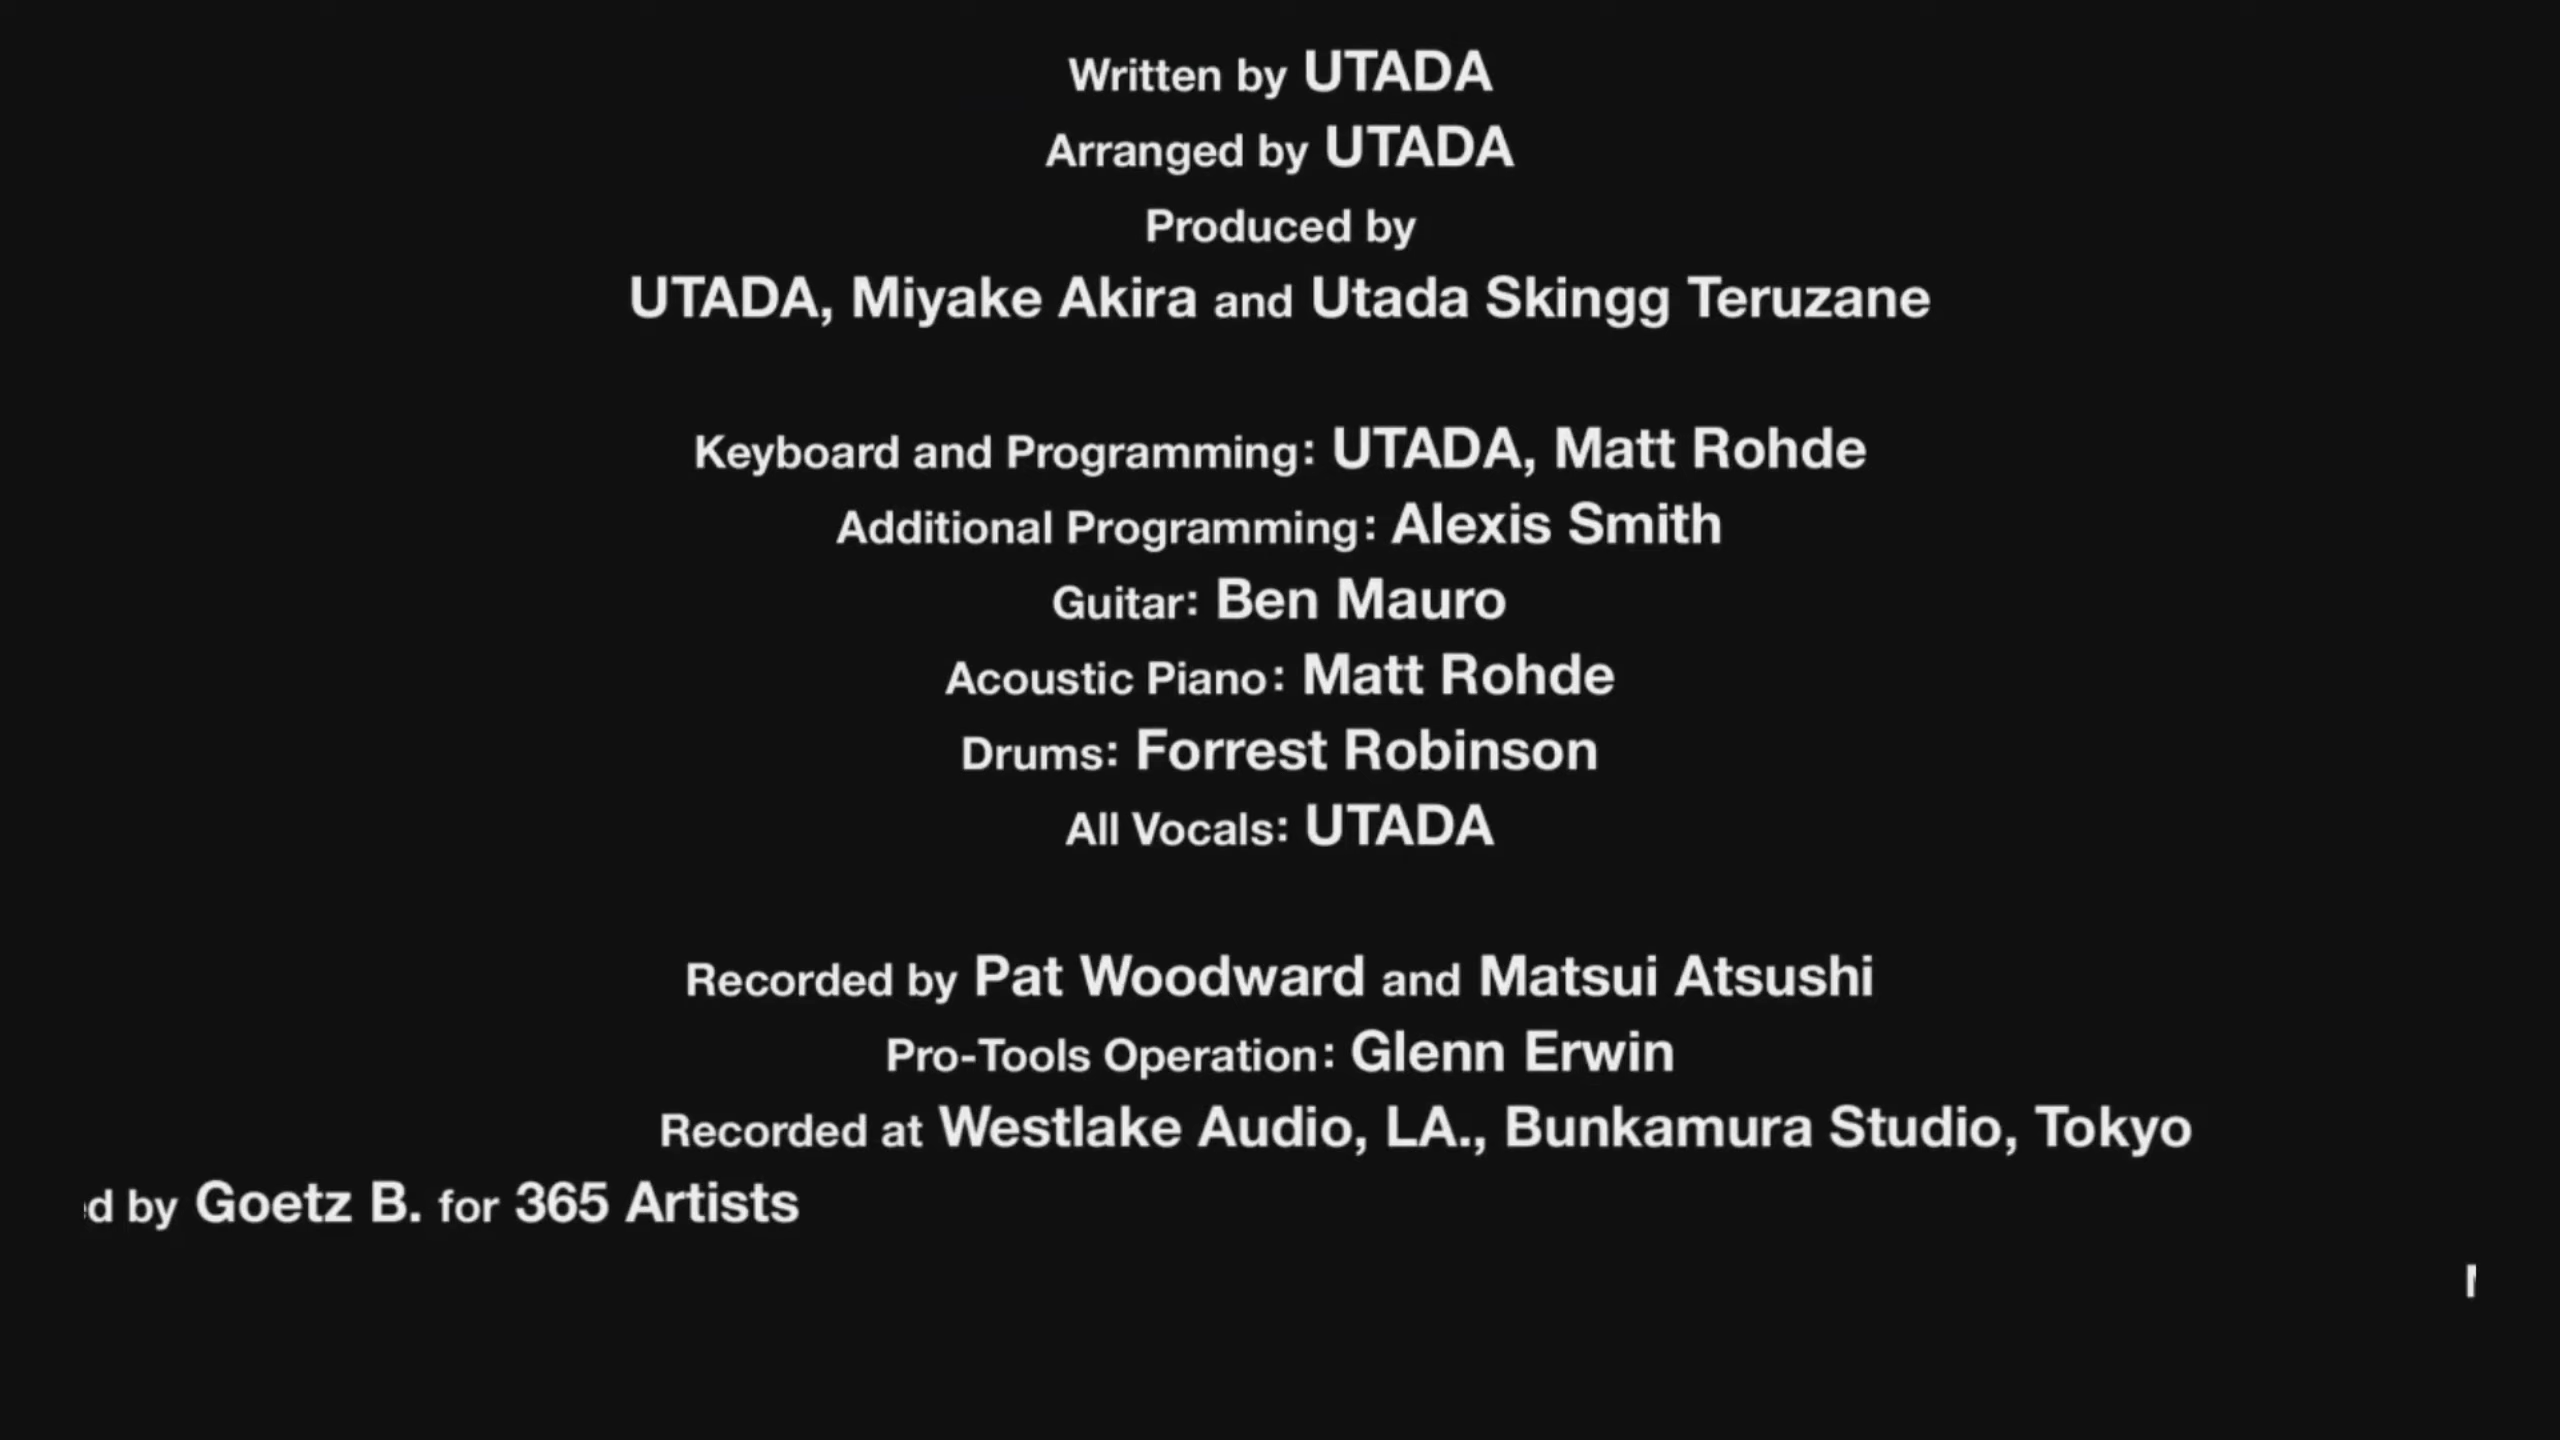 Written by UTADA
Arranged by UTADA
Produced by
UTADA, Miyake Akira and Utada Skingg Teruzane
Keyboard and Programming: UTADA, Matt Rohde
Additional Programming: Alexis Smith
Guitar: Ben Mauro
Acoustic Piano: Matt Rohde
Drums: Forrest Robinson
All Vocals: UTADA
Recorded by Pat Woodward and Matsui Atsushi
Pro-Tools Operation: Glenn Erwin
Recorded at Westlake Audio, LA., Bunkamura Studio, Tokyo
d by Goetz B. for 365 Artists